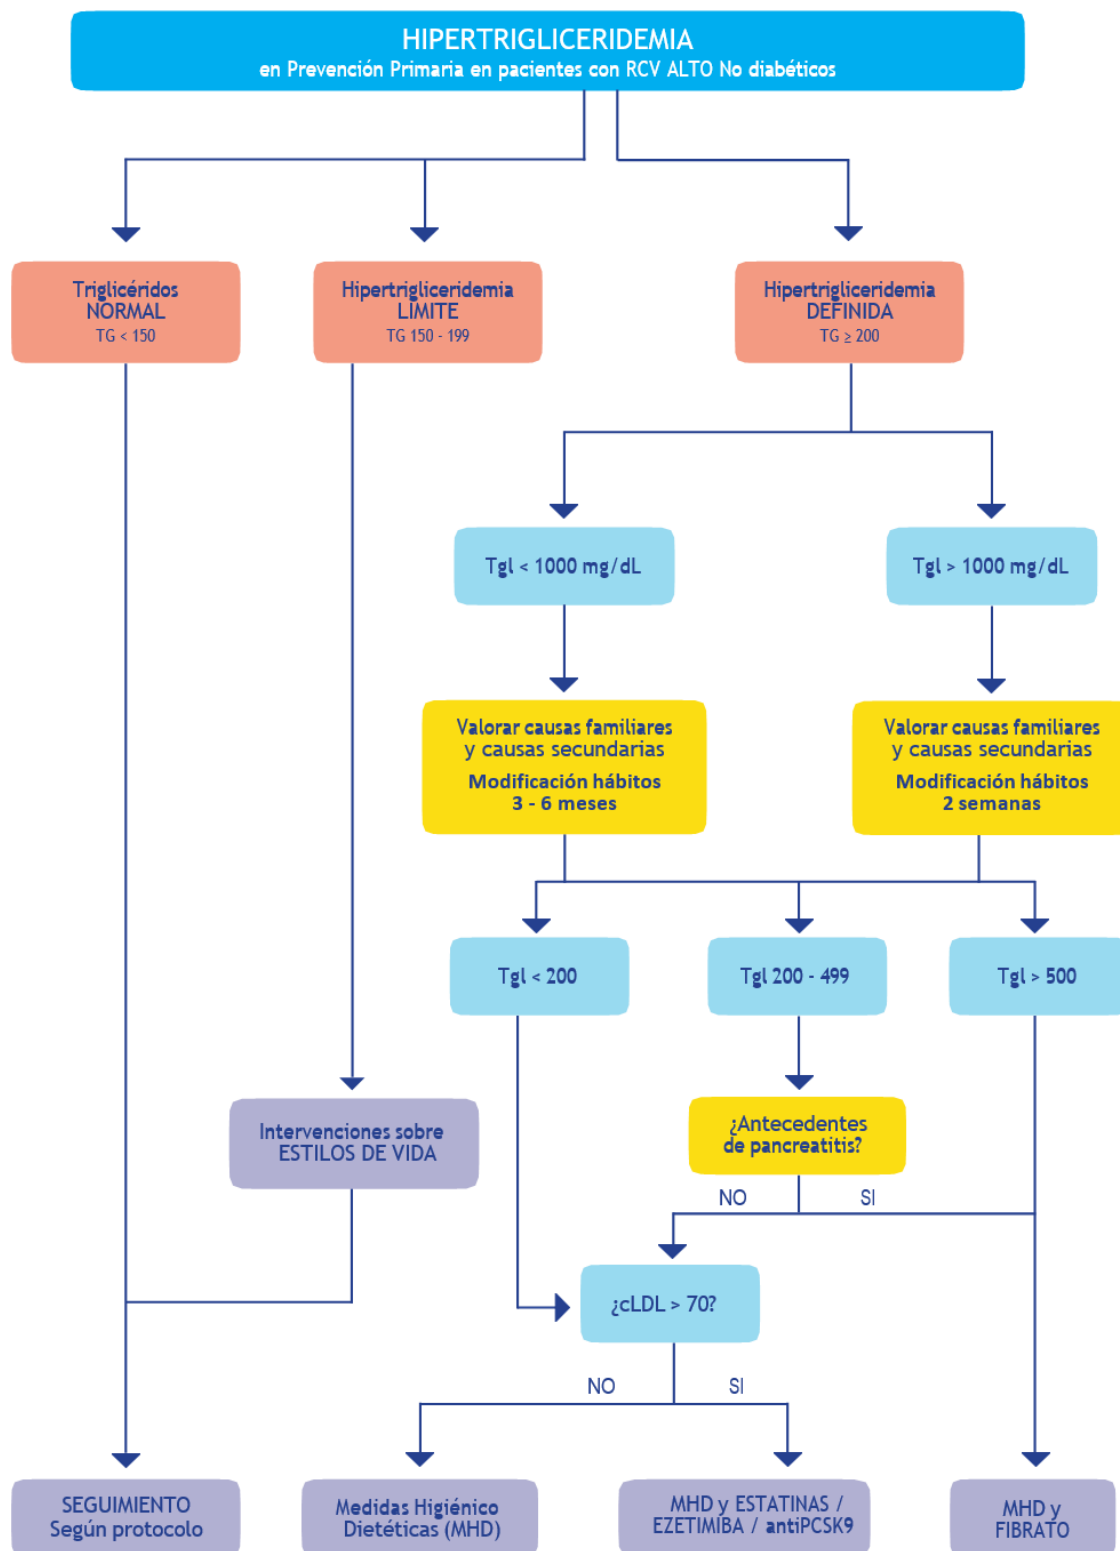 HIPERTRIGLICERIDEMIA
en Prevención Primaria en pacientes con RCV ALTO No diabéticos
Triglicéridos
NORMAL
TG < 150
Hipertrigliceridemia
LÍMITE
TG 150 - 199
Hipertrigliceridemia
DEFINIDA
TG ≥ 200
Tgl < 1000 mg/dL
Tgl > 1000 mg/dL
Valorar causas familiares
y causas secundarias
Modificación hábitos
3 - 6 meses
Valorar causas familiares
y causas secundarias
Modificación hábitos
2 semanas
Tgl < 200
Tgl 200 - 499
Tgl > 500
Intervenciones sobre
ESTILOS DE VIDA
¿Antecedentes
de pancreatitis?
NO
SI
¿cLDL > 70?
NO
SI
SEGUIMIENTO
Según protocolo
Medidas Higiénico
Dietéticas (MHD)
MHD y ESTATINAS /
EZETIMIBA / antiPCSK9
MHD y
FIBRATO